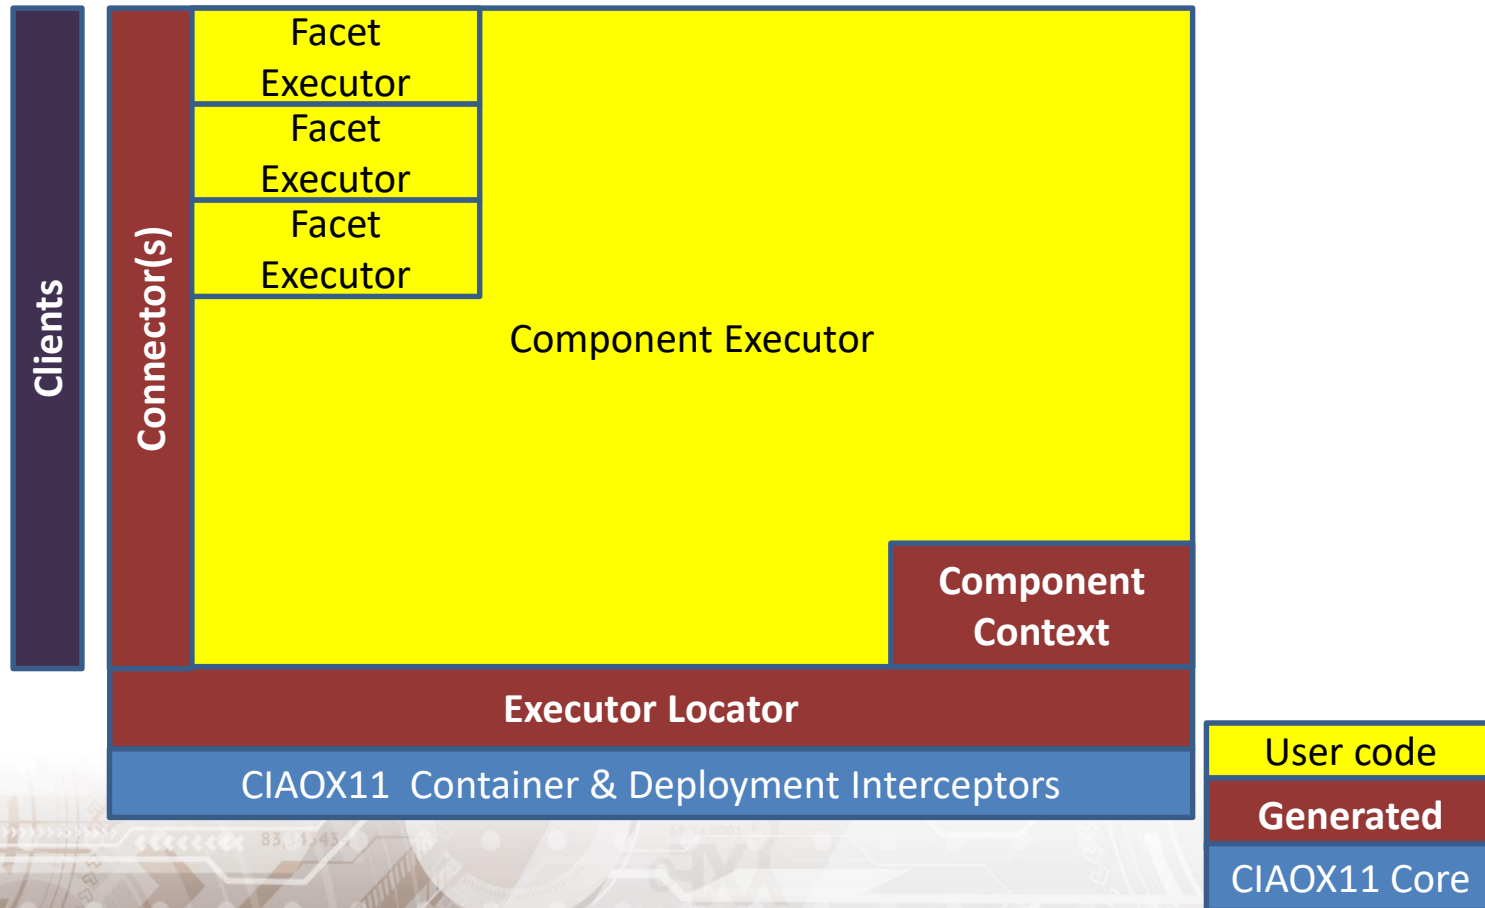 Clients
Connector(s)
Facet
Executor
Facet
Executor
Facet
Executor
Component Executor
Component
Context
Executor Locator
CIAOX11 Container & Deployment Interceptors
User code
Generated
CIAOX11 Core